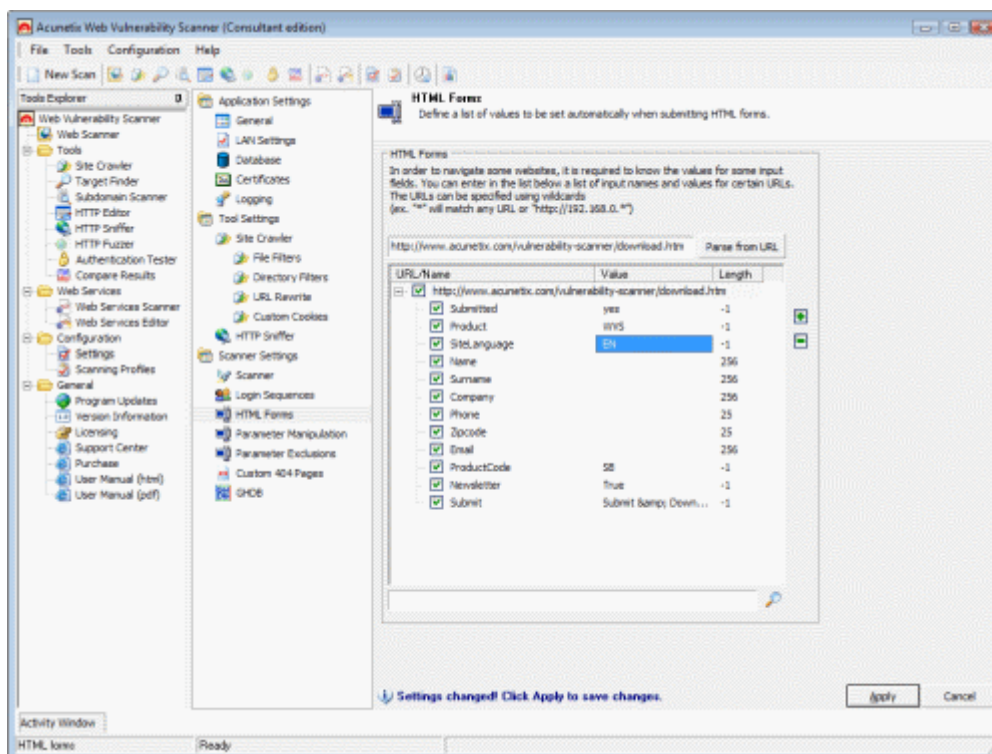 Acunetix Web Vulnerability Scanner (Consultant edition)
File Tools Configuration Help
New Scan
Tools Explorer
Web Vulnerability Scanner
Web Scanner
Tools
Site Crawler
Target Finder
Subdomain Scanner
HTTP Editor
HTTP Sniffer
HTTP Fuzzer
Authentication Tester
Compare Results
Web Services
Web Services Scanner
Web Services Editor
Configuration
Settings
Scanning Profiles
General
Program Updates
Version Information
Licensing
Support Center
Purchase
User Manual (html)
User Manual (pdf)
Application Settings
General
LAN Settings
Database
Certificates
Logging
Tool Settings
Site Crawler
File Filters
Directory Filters
URL Rewrite
Custom Cookies
HTTP Sniffer
Scanner Settings
Scanner
Login Sequences
HTML Forms
Parameter Manipulation
Parameter Exclusions
Custom 404 Pages
GHDB
HTML Forms
Define a list of values to be set automatically when submitting HTML forms.
HTML Forms
In order to navigate some websites, it is required to know the values for some input
fields. You can enter in the list below a list of input names and values for certain URLs.
The URLs can be specified using wildcards
(ex. "*" will match any URL or "http://192.168.0.*")
http://www.acunetix.com/vulnerability-scanner/download.htm Parse from URL
URL/Name Value Length
http://www.acunetix.com/vulnerability-scanner/download.htm
Submitted yes -1
Product WVS -1
SiteLanguage EN -1
Name 256
Surname 256
Company 256
Phone 25
Zipcode 25
Email 256
ProductCode SB -1
Newsletter True -1
Submit Submit &amp; Down... -1
Settings changed! Click Apply to save changes.
Apply Cancel
Activity Window
HTML forms Ready